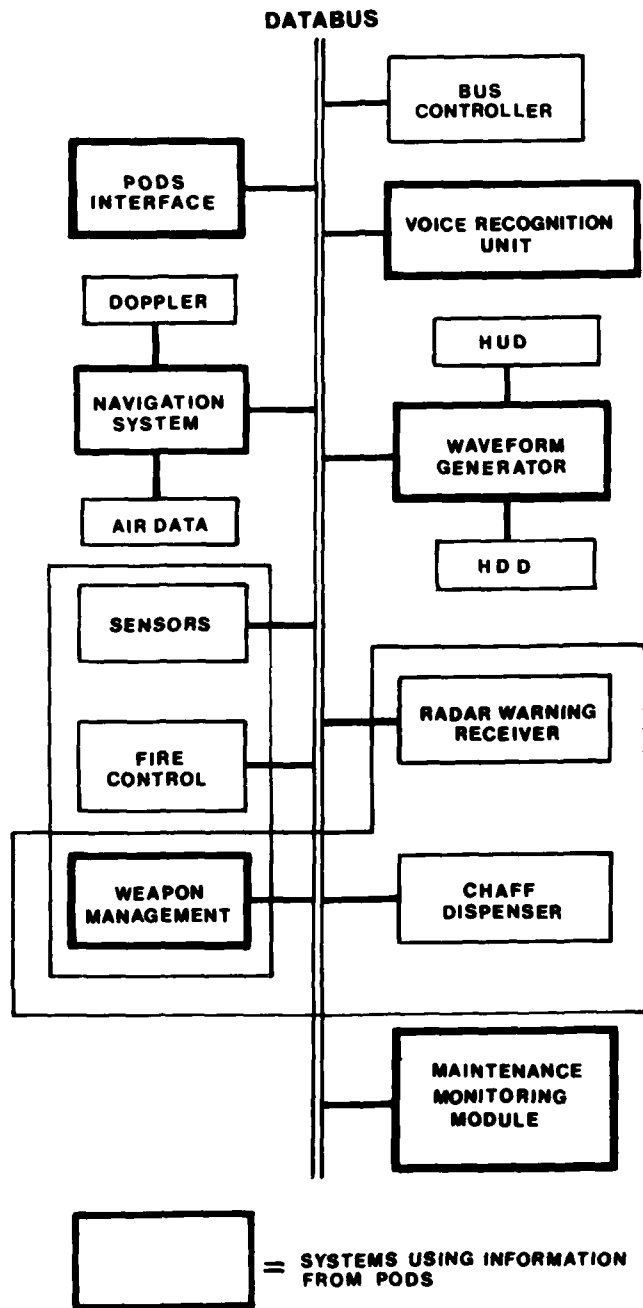 DATABUS
BUS
CONTROLLER
PODS
INTERFACE
VOICE RECOGNITION
UNIT
DOPPLER
HUD
NAVIGATION
SYSTEM
WAVEFORM
GENERATOR
AIR DATA
HDD
SENSORS
RADAR WARNING
RECEIVER
FIRE
CONTROL
WEAPON
MANAGEMENT
CHAFF
DISPENSER
MAINTENANCE
MONITORING
MODULE
= SYSTEMS USING INFORMATION
FROM PODS